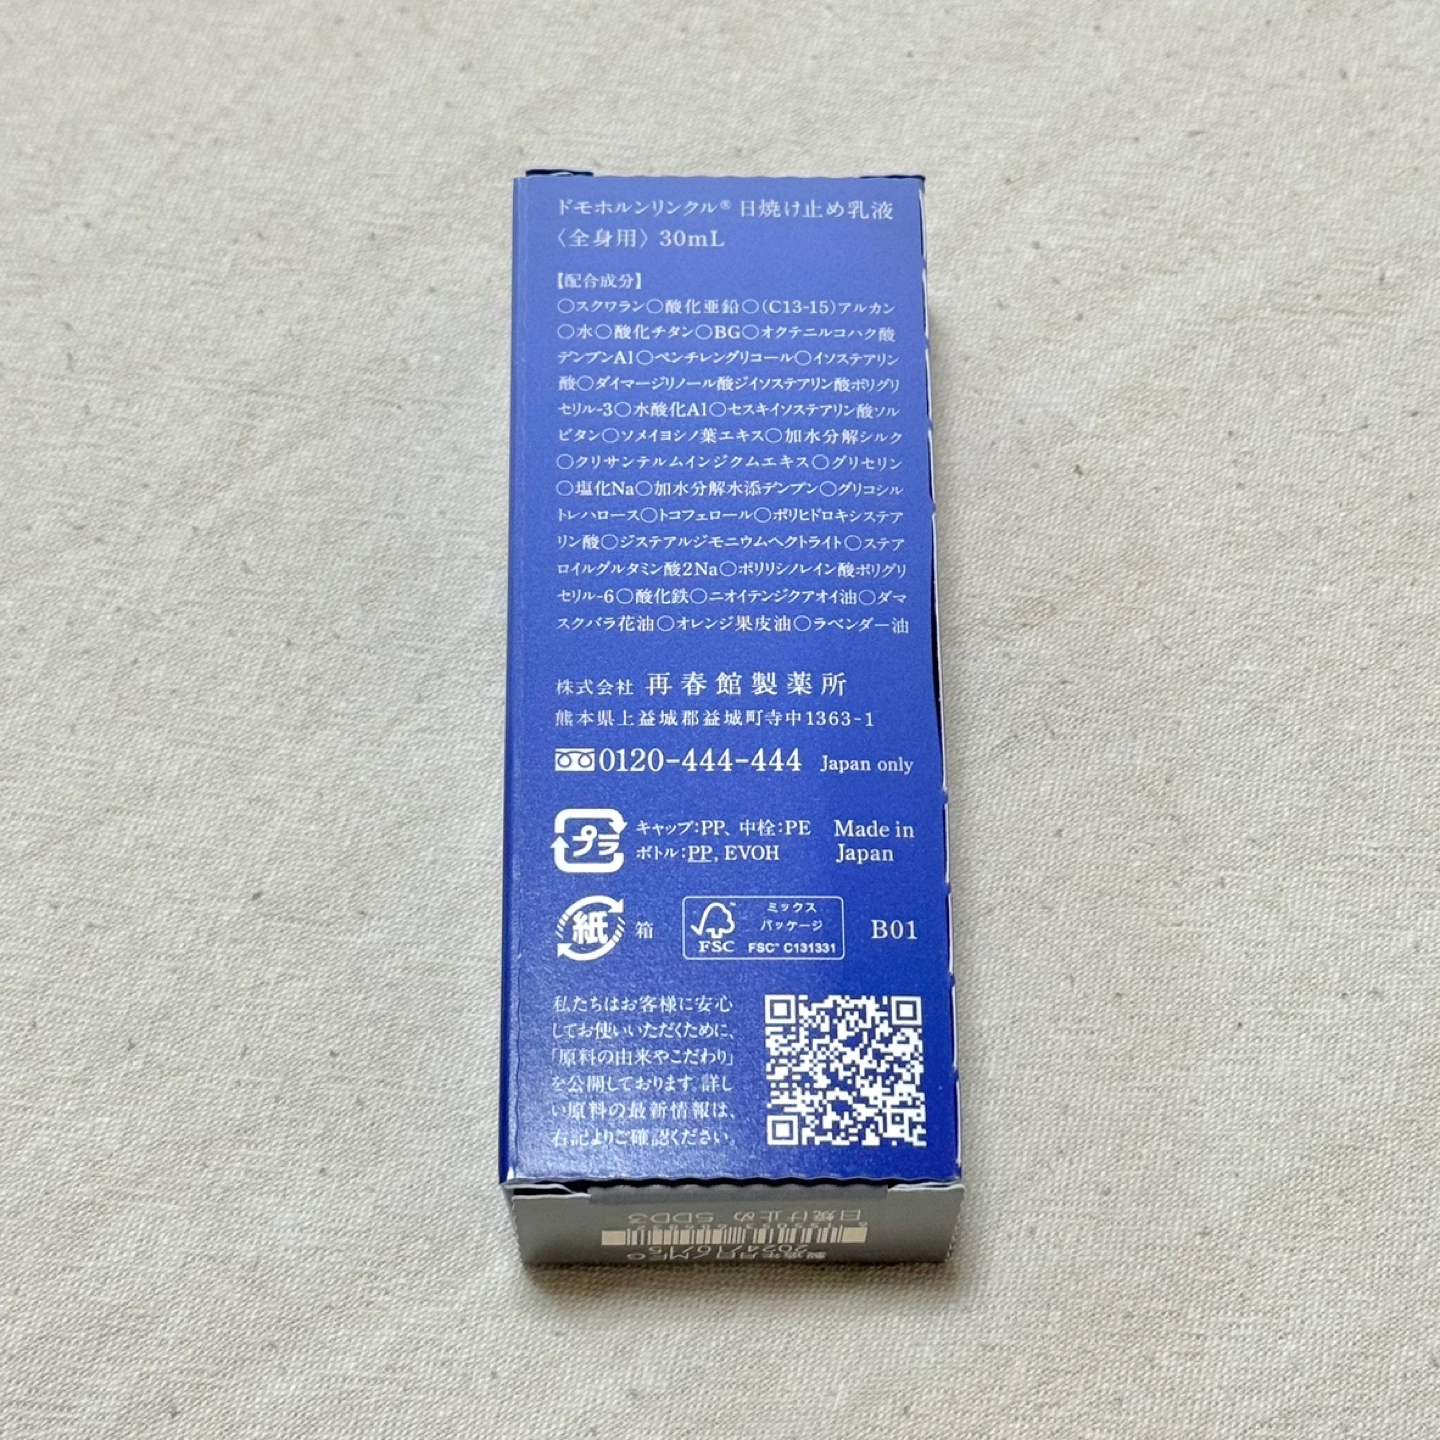 ドモホルンリンクル® 日焼け止め乳液
〈全身用〉 30mL
【配合成分】
○スクワラン○酸化亜鉛○(C13-15)アルカン
○水○酸化チタン○BG○オクテニルコハク酸
デンプンAl○ペンチレングリコール○イソステアリン
酸○ダイマージリノール酸ジイソステアリン酸ポリグリ
セリル-3○水酸化Al○セスキイソステアリン酸ソル
ビタン○ソメイヨシノ葉エキス○加水分解シルク
○クリサンテルムインジクムエキス○グリセリン
○塩化Na○加水分解水添デンプン○グリコシル
トレハロース○トコフェロール○ポリヒドロキシステア
リン酸○ジステアルジモニウムヘクトライト○ステア
ロイルグルタミン酸2Na○ポリリシノレイン酸ポリグリ
セリル-6○酸化鉄○ニオイテンジクアオイ油○ダマ
スクバラ花油○オレンジ果皮油○ラベンダー油
株式会社 再春館製薬所
熊本県上益城郡益城町寺中1363-1
0120-444-444 Japan only
プラ キャップ:PP、中栓:PE Made in
ボトル:PP, EVOH Japan
紙 箱 FSC™ ミックス
パッケージ
FSC™ C131331 B01
私たちはお客様に安心
してお使いいただくために、
「原料の由来やこだわり」
を公開しております。詳し
い原料の最新情報は、
右記よりご確認ください。
日焼け止め 5DD3
製造年月日/MFG